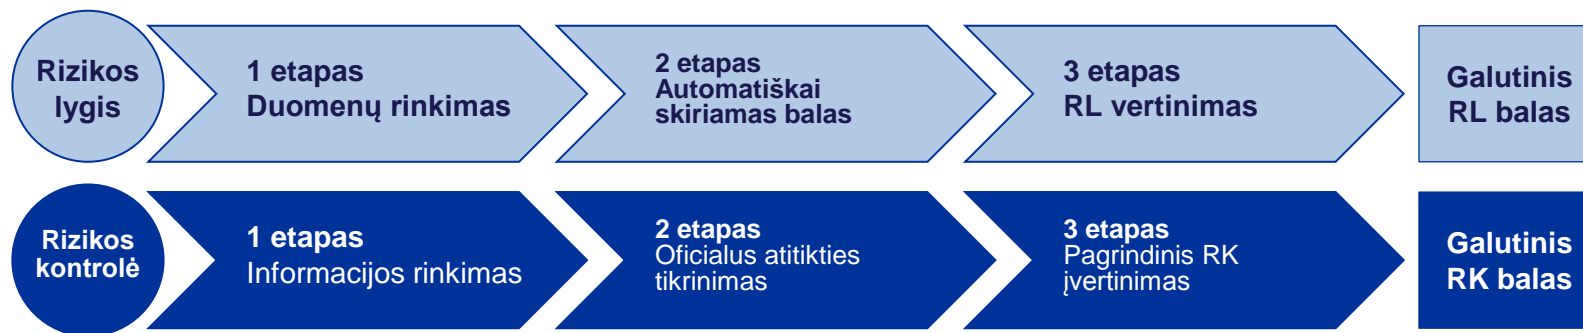 Rizikos
lygis
1 etapas
Duomenų rinkimas
2 etapas
Automatiškai
skiriamas balas
3 etapas
RL vertinimas
Galutinis
RL balas
Rizikos
kontrolė
1 etapas
Informacijos rinkimas
2 etapas
Oficialus atitikties
tikrinimas
3 etapas
Pagrindinis RK
įvertinimas
Galutinis
RK balas